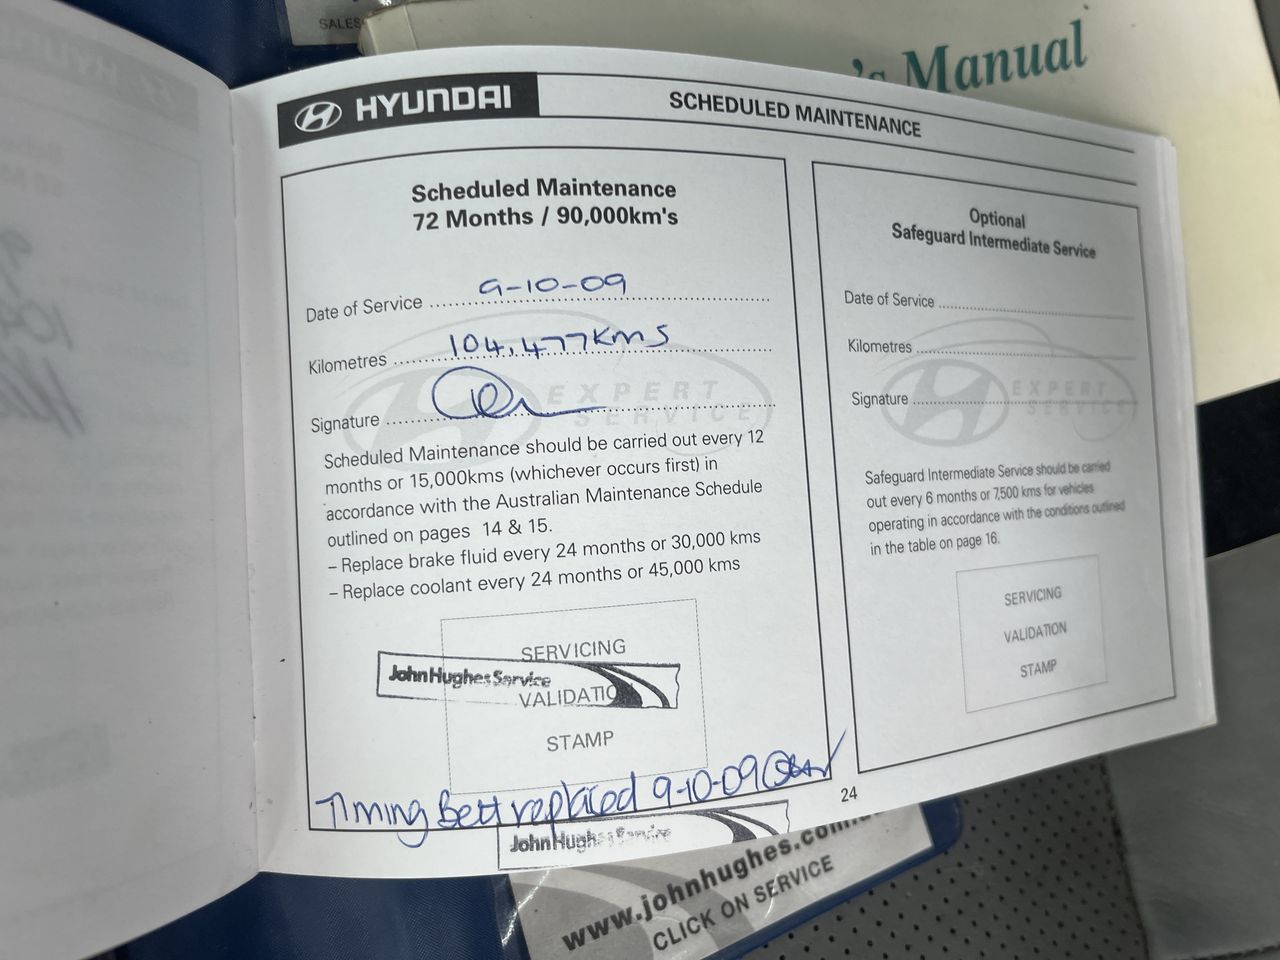 SALES
's Manual
HYUNDAI
SCHEDULED MAINTENANCE
Scheduled Maintenance
72 Months / 90,000km's
Date of Service 9-10-09
Kilometres 104,477kms
Signature
EXPERT
SERVICE
Scheduled Maintenance should be carried out every 12
months or 15,000kms (whichever occurs first) in
accordance with the Australian Maintenance Schedule
outlined on pages 14 & 15.
– Replace brake fluid every 24 months or 30,000 kms
– Replace coolant every 24 months or 45,000 kms
SERVICING
John Hughes Service
VALIDATIO
STAMP
Timing Belt replaced 9-10-09
John Hughes Service
Optional
Safeguard Intermediate Service
Date of Service
Kilometres
Signature
EXPERT
SERVICE
Safeguard Intermediate Service should be carried
out every 6 months or 7,500 kms for vehicles
operating in accordance with the conditions outlined
in the table on page 16.
SERVICING
VALIDATION
STAMP
24
www.johnhughes.com.
CLICK ON SERVICE